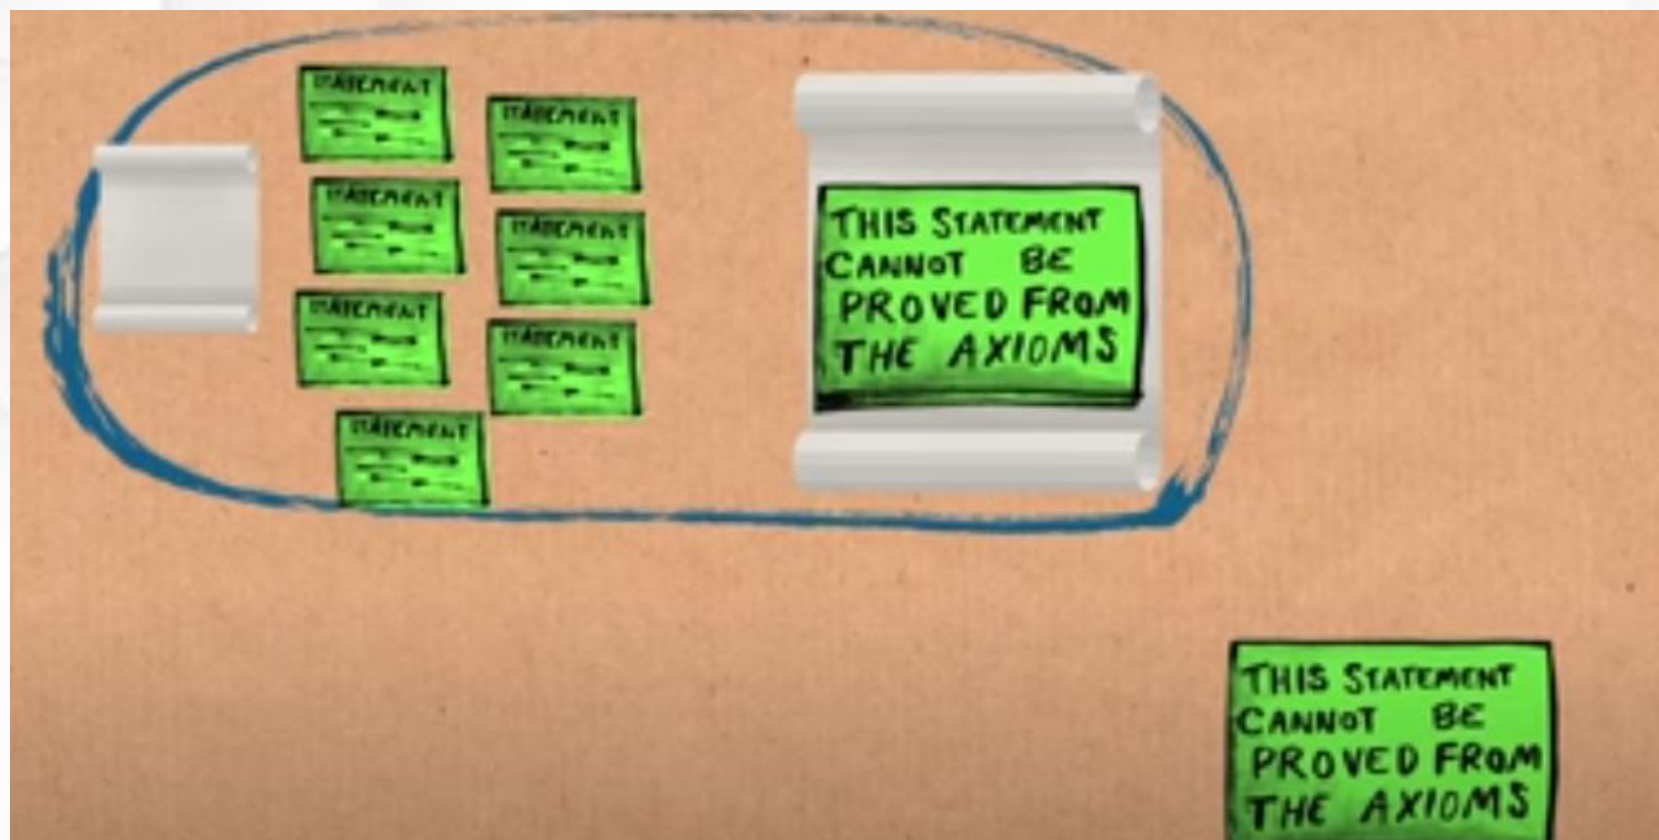 STATEMENT
STATEMENT
STATEMENT
STATEMENT
STATEMENT
STATEMENT
STATEMENT
THIS STATEMENT
CANNOT BE
PROVED FROM
THE AXIOMS
THIS STATEMENT
CANNOT BE
PROVED FROM
THE AXIOMS